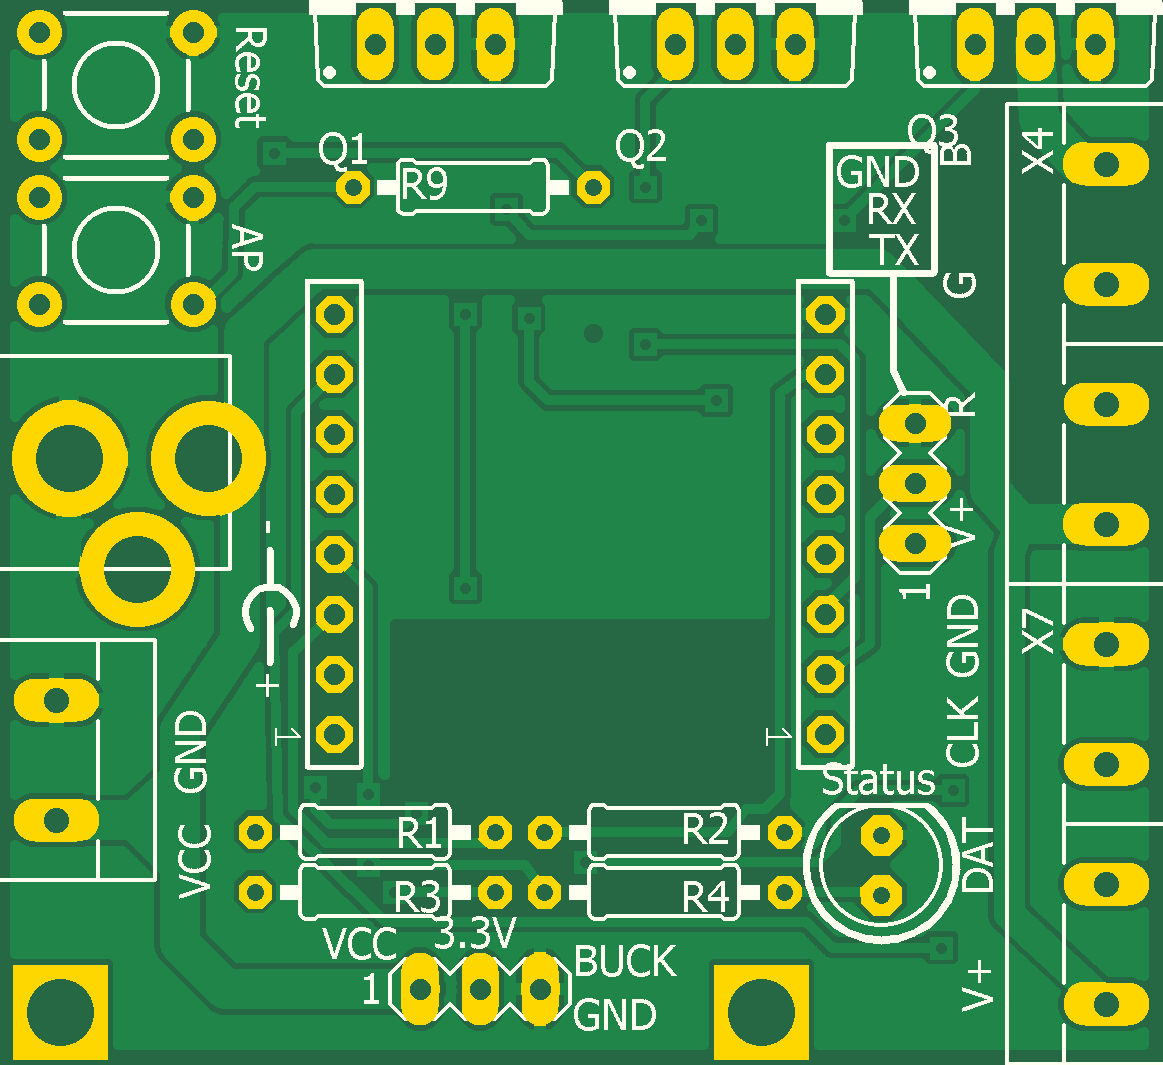 Reset
Q1
Q2
Q3
B
X4
R9
GND
RX
TX
AP
G
R
V+
-
+
1
1
1
GND
X7
CLK
GND
VCC
Status
R1
R2
DAT
R3
R4
VCC
3.3V
BUCK
1
GND
V+